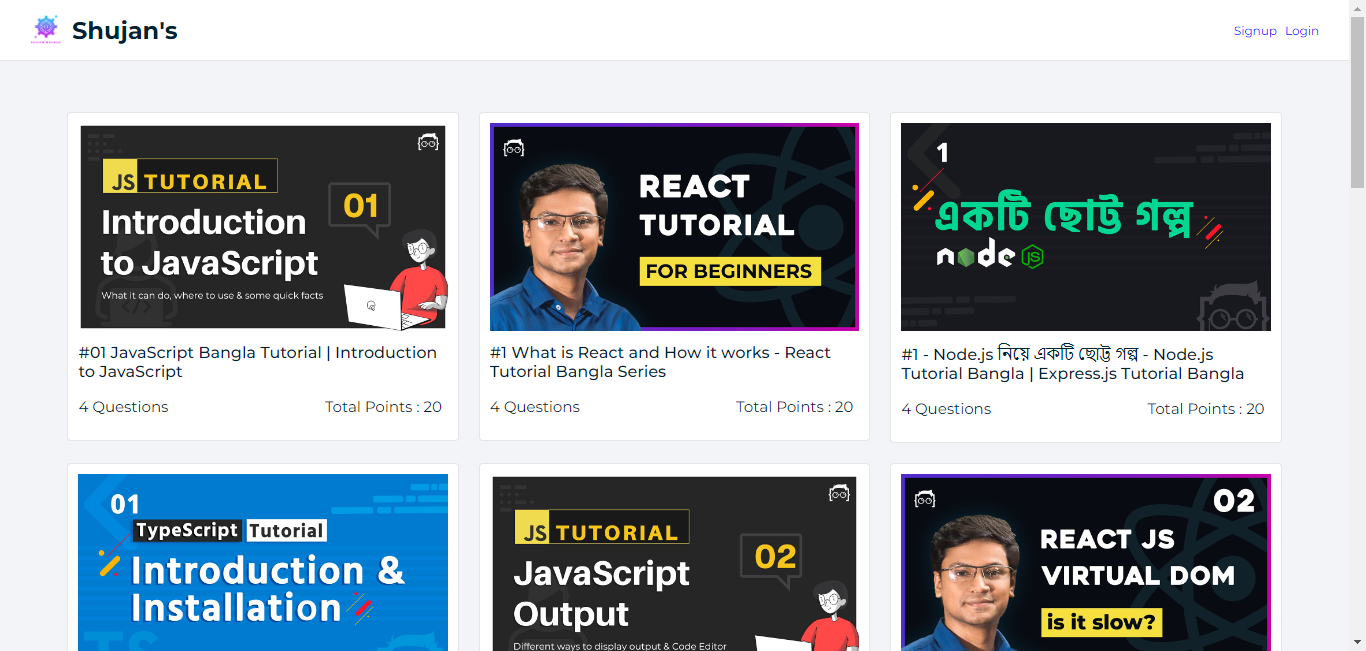 Shujan's
Signup Login
JS TUTORIAL
01
Introduction
to JavaScript
What it can do, where to use & some quick facts
#01 JavaScript Bangla Tutorial | Introduction
to JavaScript
4 Questions Total Points : 20
REACT
TUTORIAL
FOR BEGINNERS
#1 What is React and How it works - React
Tutorial Bangla Series
4 Questions Total Points : 20
1
একটি ছোট্ট গল্প
node JS
#1 - Node.js নিয়ে একটি ছোট্ট গল্প - Node.js
Tutorial Bangla | Express.js Tutorial Bangla
4 Questions Total Points : 20
01
TypeScript Tutorial
Introduction &
Installation
TS
JS TUTORIAL
02
JavaScript
Output
Different ways to display output & Code Editor
02
REACT JS
VIRTUAL DOM
is it slow?